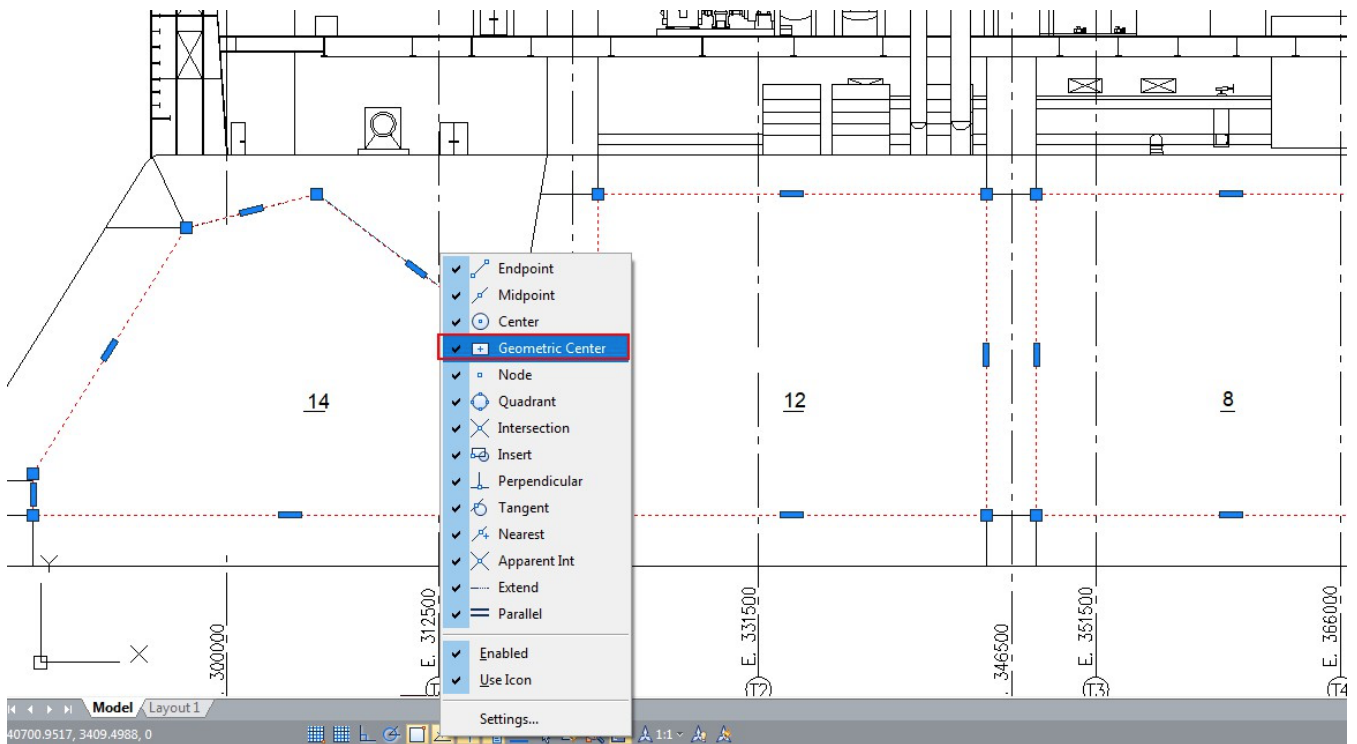 Endpoint
Midpoint
Center
Geometric Center
Node
14
12
8
Quadrant
Intersection
Insert
Perpendicular
Tangent
Nearest
Apparent Int
Extend
Parallel
Enabled
Use Icon
Settings...
Y
X
300000
E. 312500
E. 331500
346500
E. 351500
E. 366000
(T2)
(T3)
(T4
Model
Layout1
40700.9517, 3409.4988, 0
1:1